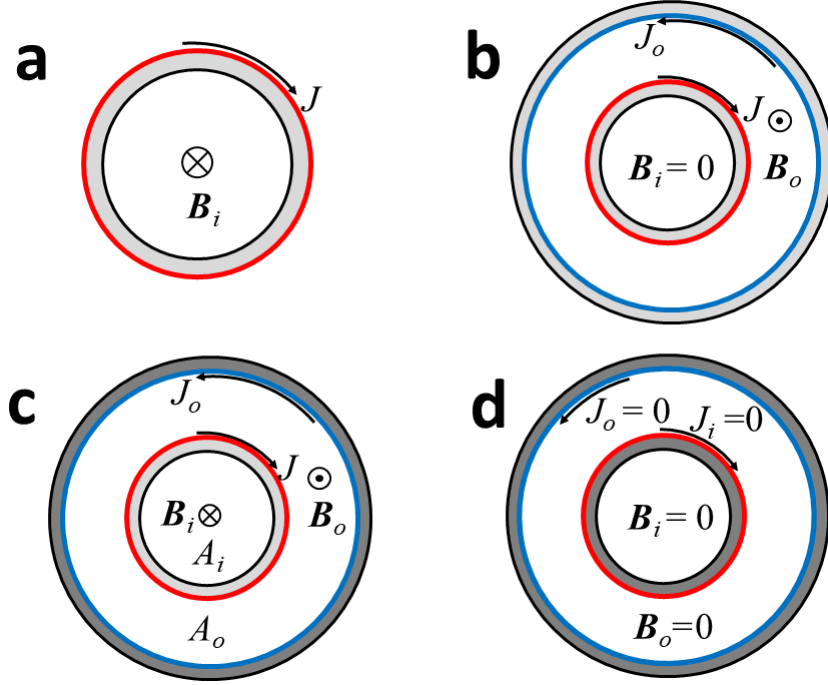 a
J
B_i
b
J_o
J
B_i = 0
B_o
c
J_o
J
B_i
B_o
A_i
A_o
d
J_o = 0
J_i =0
B_i = 0
B_o =0